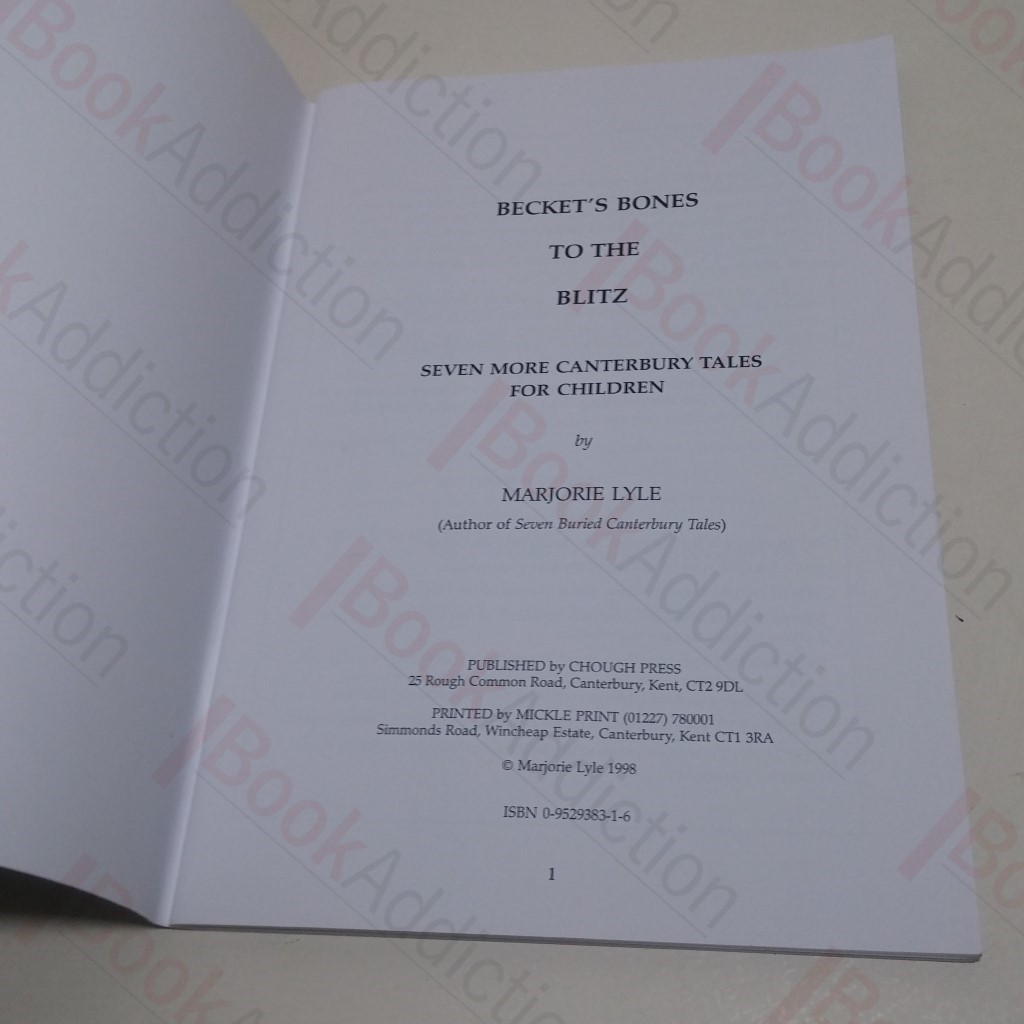 BECKET'S BONES
TO THE
BLITZ
SEVEN MORE CANTERBURY TALES
FOR CHILDREN
by
MARJORIE LYLE
(Author of Seven Buried Canterbury Tales)
PUBLISHED by CHOUGH PRESS
25 Rough Common Road, Canterbury, Kent, CT2 9DL
PRINTED by MICKLE PRINT (01227) 780001
Simmonds Road, Wincheap Estate, Canterbury, Kent CT1 3RA
© Marjorie Lyle 1998
ISBN 0-9529383-1-6
1
BookAddiction